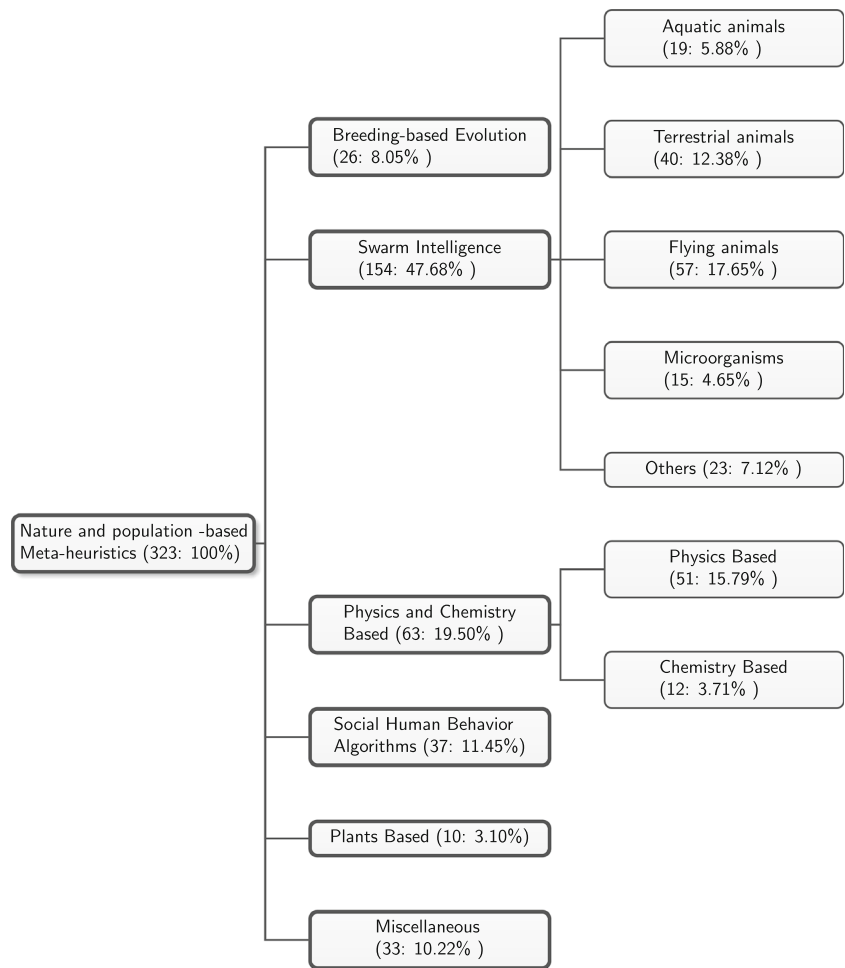 Aquatic animals
(19: 5.88% )
Breeding-based Evolution
(26: 8.05% )
Terrestrial animals
(40: 12.38% )
Swarm Intelligence
(154: 47.68% )
Flying animals
(57: 17.65% )
Microorganisms
(15: 4.65% )
Others (23: 7.12% )
Nature and population -based
Meta-heuristics (323: 100%)
Physics Based
(51: 15.79% )
Physics and Chemistry
Based (63: 19.50% )
Chemistry Based
(12: 3.71% )
Social Human Behavior
Algorithms (37: 11.45%)
Plants Based (10: 3.10%)
Miscellaneous
(33: 10.22% )